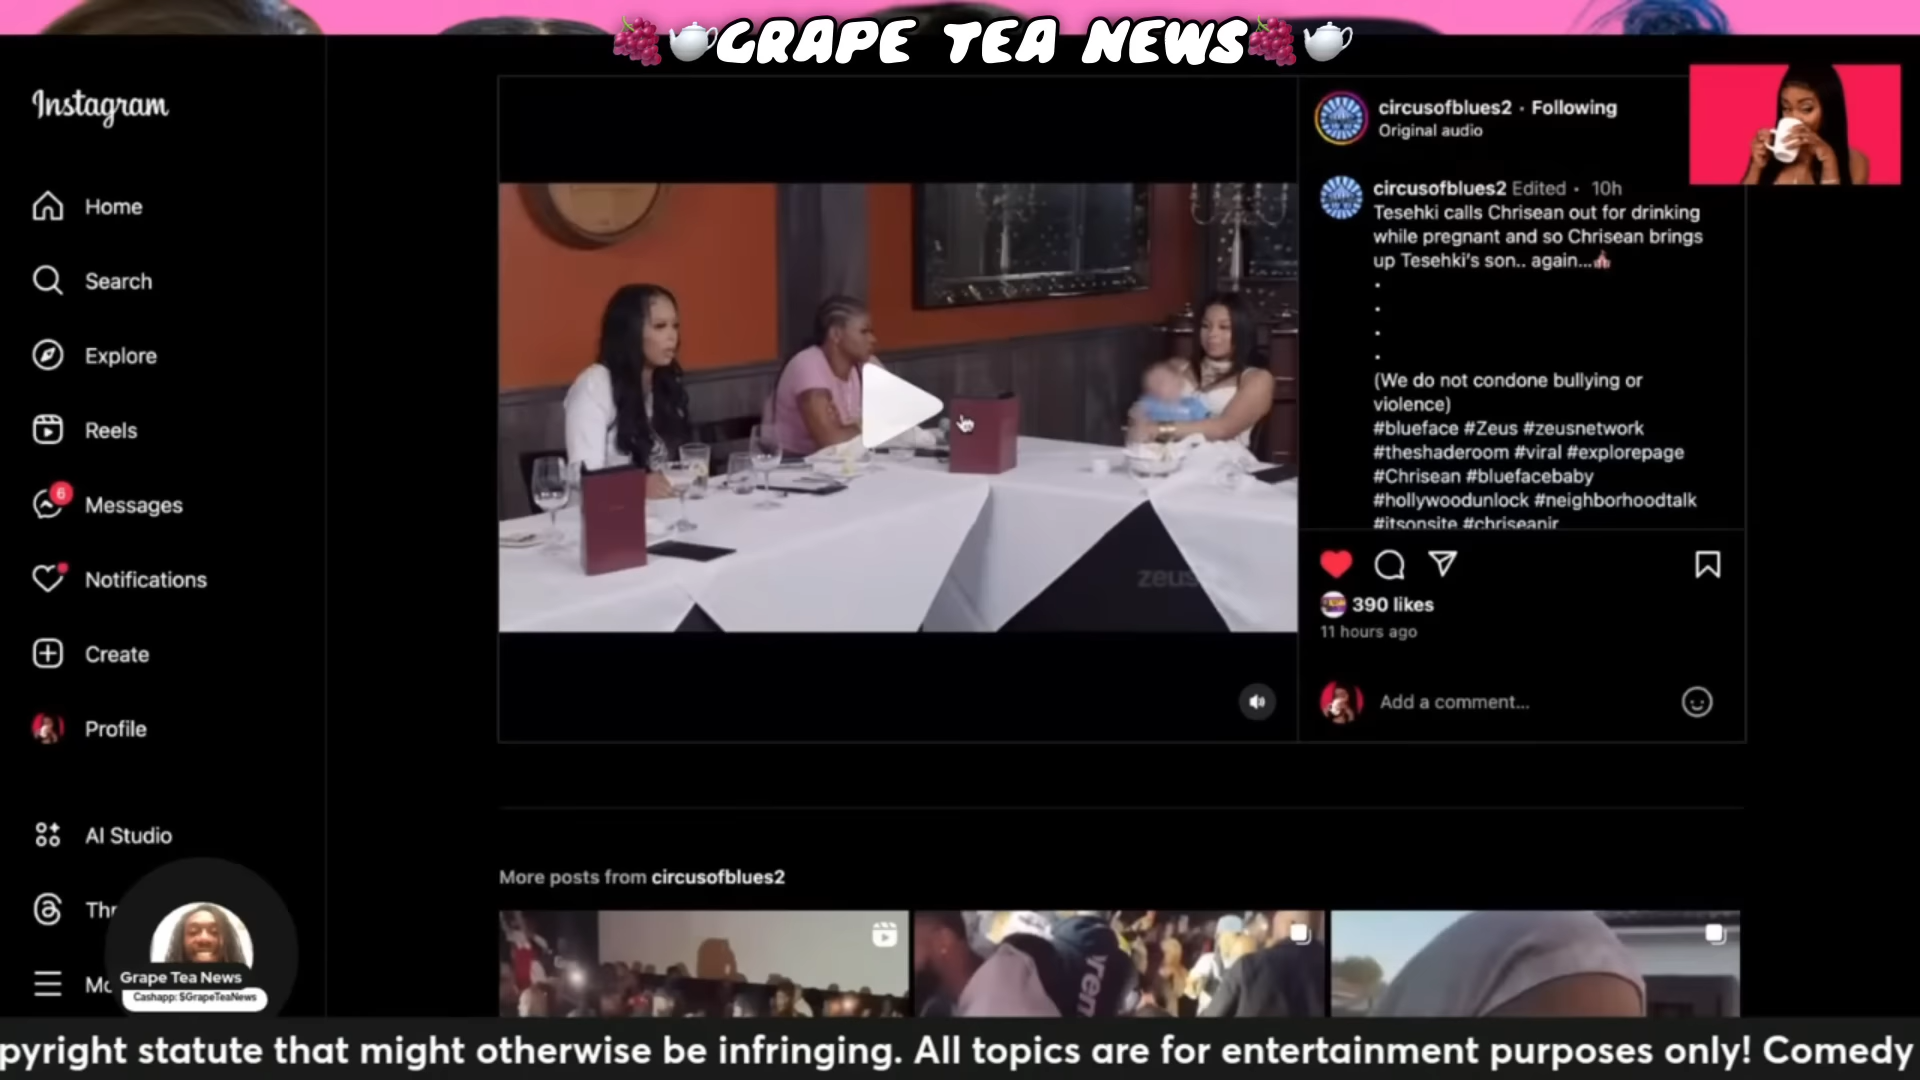 GRAPE TEA NEWS
Instagram
Home
Search
Explore
Reels
6
Messages
Notifications
Create
Profile
AI Studio
Grape Tea News
Cashapp: $GrapeTeaNews
zeus
circusofblues2 • Following
Original audio
circusofblues2 Edited • 10h
Tesehki calls Chrisean out for drinking
while pregnant and so Chrisean brings
up Tesehki's son.. again...
.
.
.
.
(We do not condone bullying or
violence)
#blueface #Zeus #zeusnetwork
#theshaderoom #viral #explorepage
#Chrisean #bluefacebaby
#hollywoodunlock #neighborhoodtalk
#itsonsite #chriseanjr
390 likes
11 hours ago
Add a comment...
More posts from circusofblues2
pyright statute that might otherwise be infringing. All topics are for entertainment purposes only! Comedy